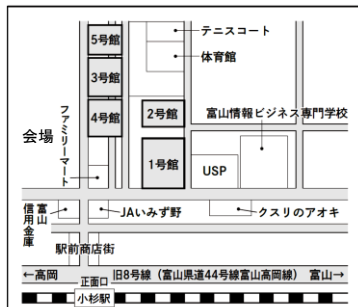 テニスコート
体育館
5号館
3号館
4号館
2号館
1号館
富山情報ビジネス専門学校
USP
会場
ファミリーマート
富山
信用金庫
JAいみず野
クスリのアオキ
駅前商店街
←高岡
正面口
旧8号線（富山県道44号線富山高岡線）
富山→
小杉駅